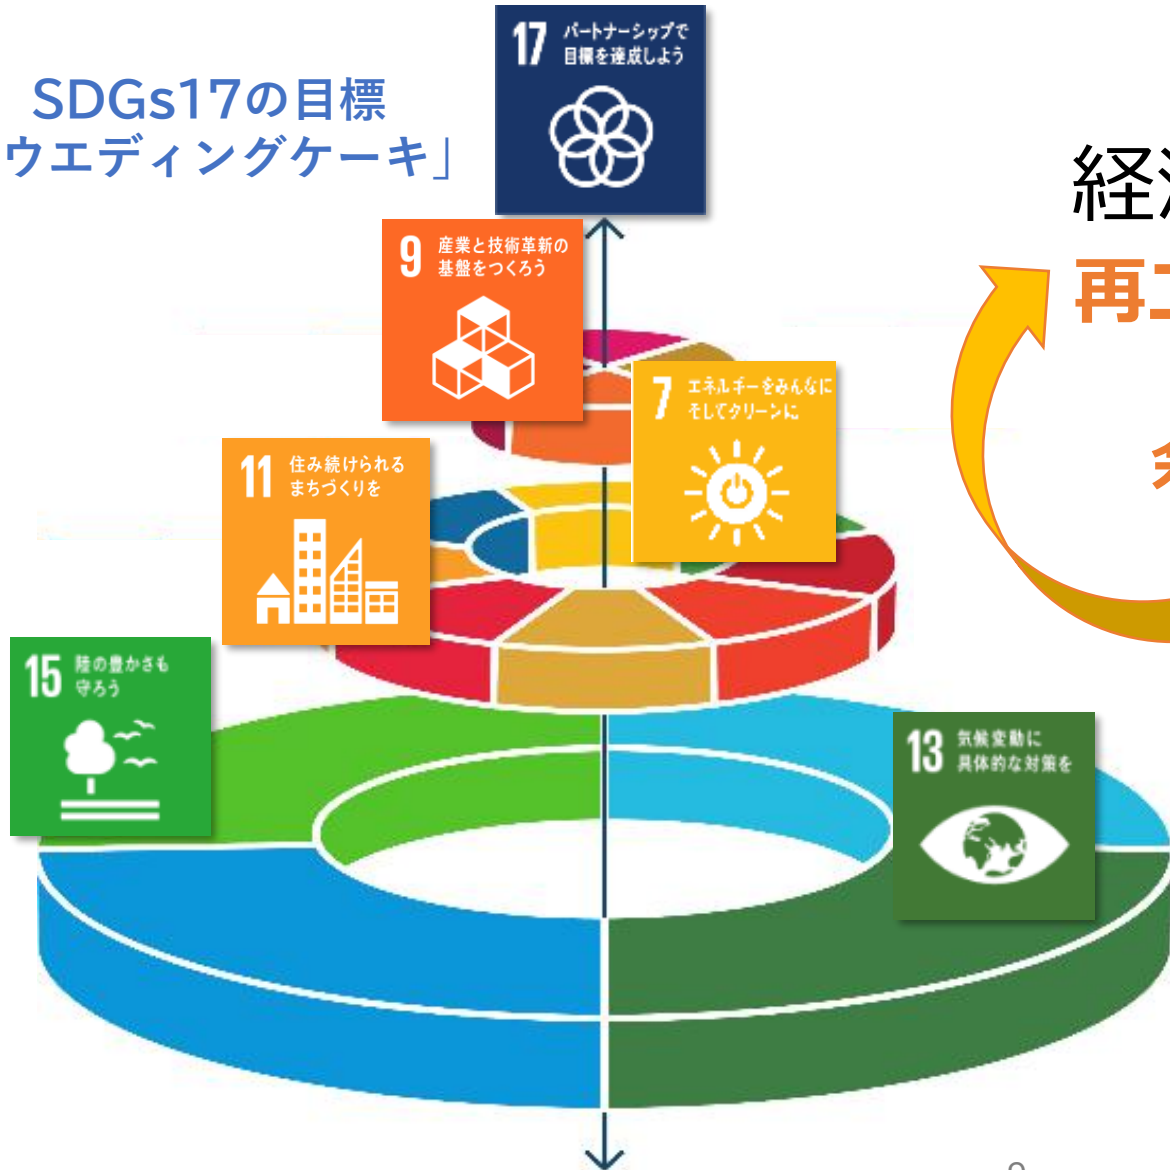 SDGs17の目標
ウエディングケーキ」
17 パートナーシップで
目標を達成しよう
経
再
9 産業と技術革新の
基盤をつくろう
7 エネルギーをみんなに
そしてクリーンに
11 住み続けられる
まちづくりを
15 陸の豊かさも
守ろう
13 気候変動に
具体的な対策を